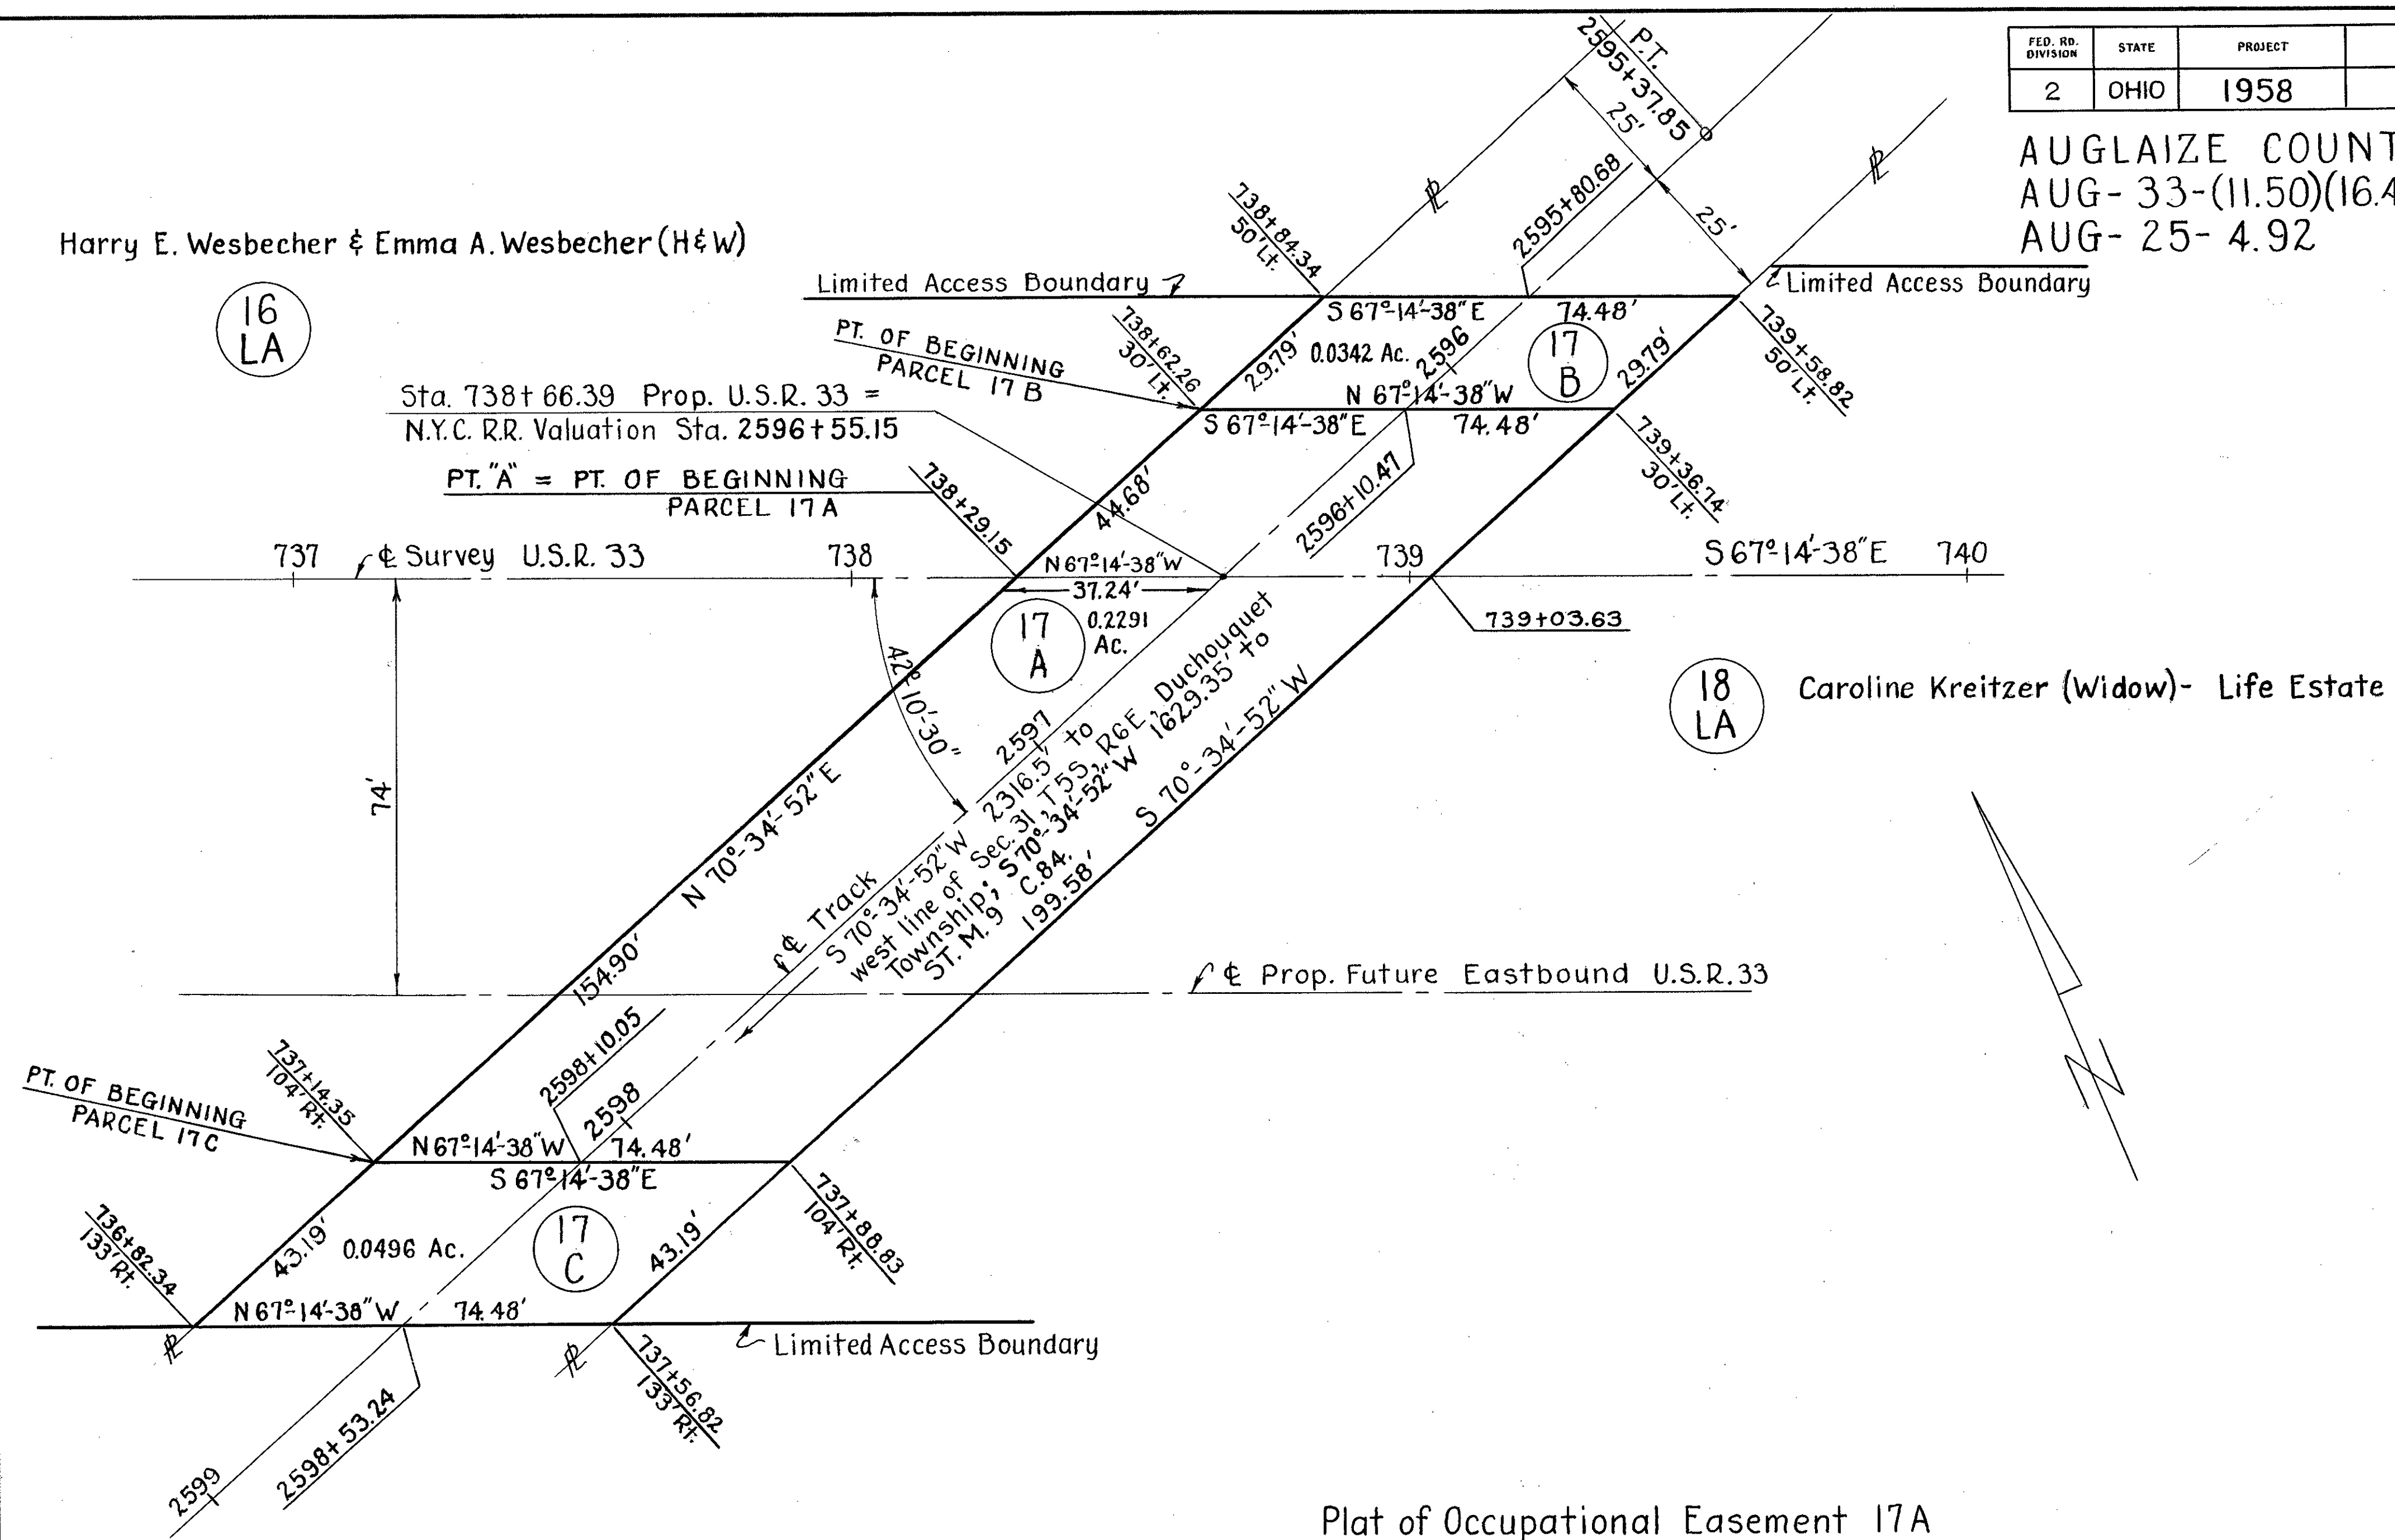 FED. RD. DIVISION
STATE
PROJECT
2
OHIO
1958
AUGLAIZE COUNT
AUG- 33-(11.50)(16.4
AUG- 25- 4.92
P.T.
2595+37.85
25'
25'
Harry E. Wesbecher & Emma A. Wesbecher (H&W)
16
LA
738+84.34
50' Lt.
2595+80.68
Limited Access Boundary
Limited Access Boundary
S 67°-14'-38" E 74.48'
739+58.82
50' Lt.
PT. OF BEGINNING
PARCEL 17 B
738+62.26
30' Lt.
29.79'
0.0342 Ac.
2596
17
B
29.79'
N 67°-14'-38" W
S 67°-14'-38" E 74.48'
Sta. 738+66.39 Prop. U.S.R. 33 =
N.Y.C. R.R. Valuation Sta. 2596+55.15
739+36.74
30' Lt.
PT. "A" = PT. OF BEGINNING
PARCEL 17 A
738+29.15
44.68'
2596+10.47
737
℄ Survey U.S.R. 33
738
N 67°-14'-38" W
739
S 67°-14'-38" E
740
37.24'
17
A
0.2291
Ac.
739+03.63
42° 10'-30"
74'
18
LA
Caroline Kreitzer (Widow)- Life Estate
N 70°-34'-52" E
2597
℄ Track
S 70°-34'-52" W 2316.5' to
west line of Sec. 31, T5S, R6E, Duchouquet
Township; S 70°-34'-52" W 1629.35' to
ST. M. 9 C.84.
S 70°-34'-52" W
199.58'
154.90'
℄ Prop. Future Eastbound U.S.R. 33
737+14.35
104' Rt.
2598+10.05
2598
PT. OF BEGINNING
PARCEL 17 C
N 67°-14'-38" W 74.48'
S 67°-14'-38" E
737+88.83
104' Rt.
736+82.34
133' Rt.
43.19'
0.0496 Ac.
17
C
43.19'
N 67°-14'-38" W 74.48'
Limited Access Boundary
737+56.82
133' Rt.
2598+53.24
2599
N
Plat of Occupational Easement 17 A